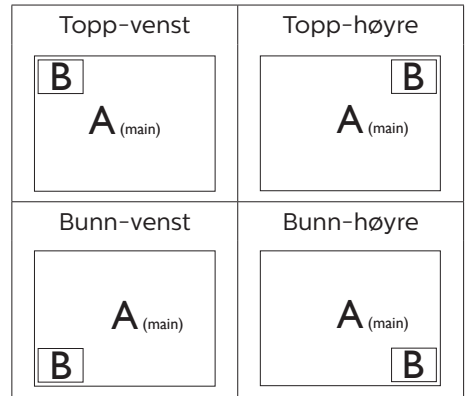 Topp-venst
B
A (main)
Topp-høyre
B
A (main)
Bunn-venst
A (main)
B
Bunn-høyre
A (main)
B